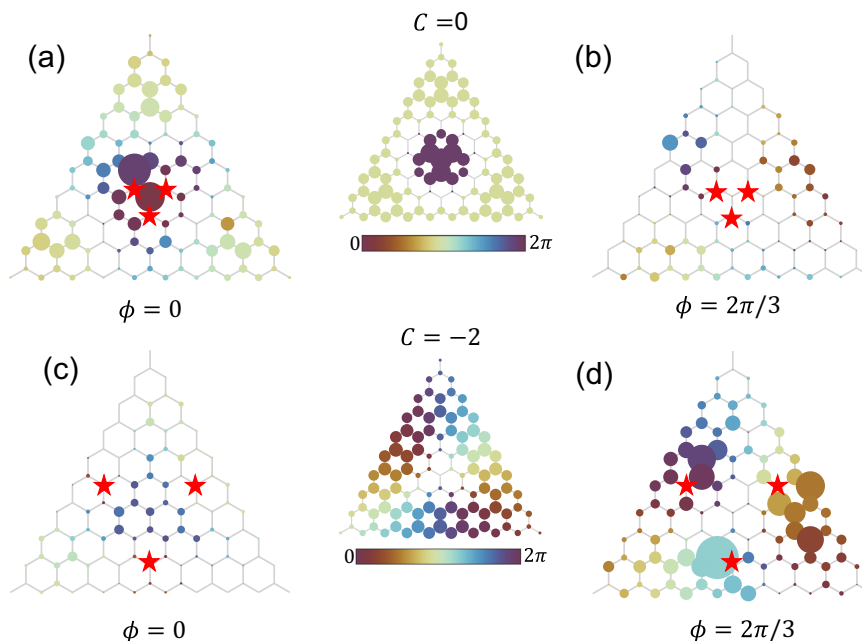 C =0
(a)
(b)
0
2π
ϕ = 0
ϕ = 2π/3
C = −2
(c)
(d)
0
2π
ϕ = 0
ϕ = 2π/3